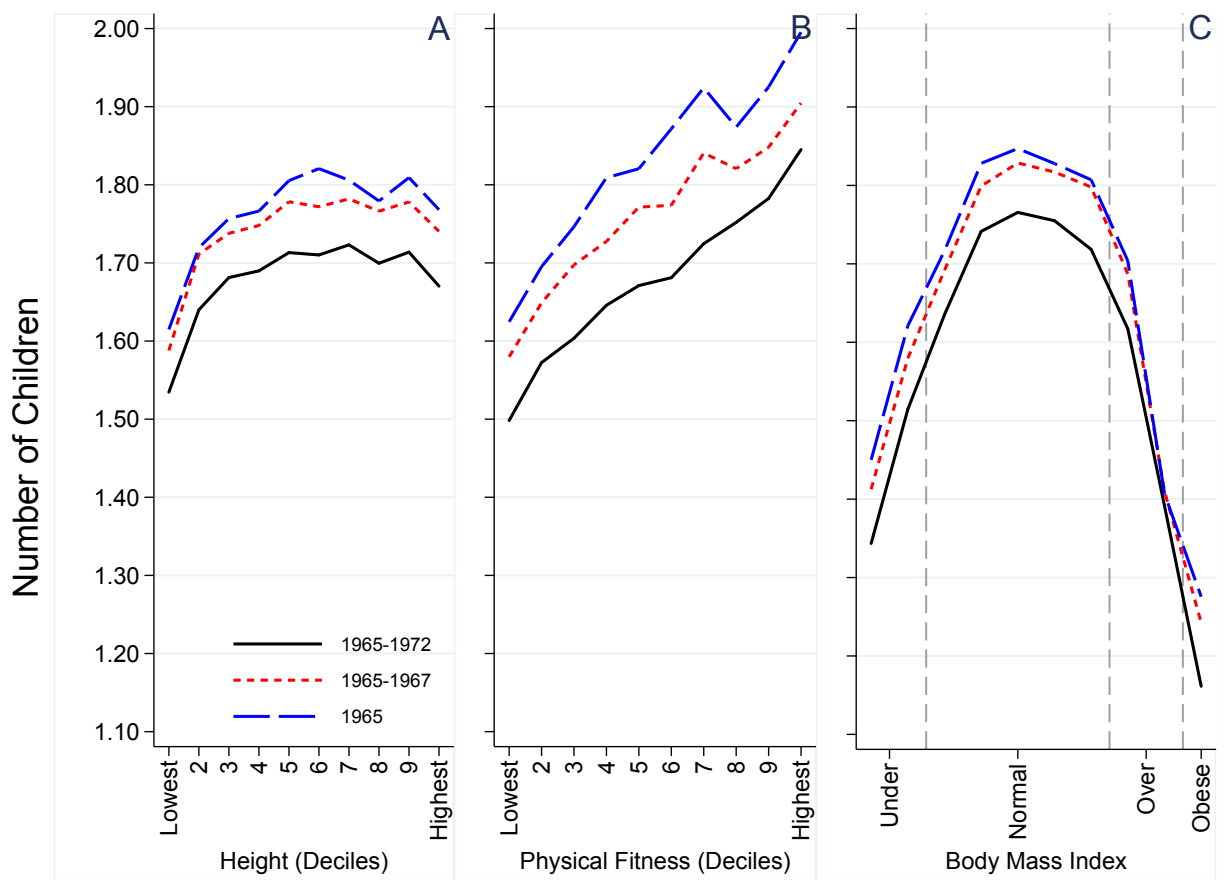 Number of Children
2.00
1.90
1.80
1.70
1.60
1.50
1.40
1.30
1.20
1.10
A
1965-1972
1965-1967
1965
Lowest
2
3
4
5
6
7
8
9
Highest
Height (Deciles)
B
Lowest
2
3
4
5
6
7
8
9
Highest
Physical Fitness (Deciles)
C
Under
Normal
Over
Obese
Body Mass Index